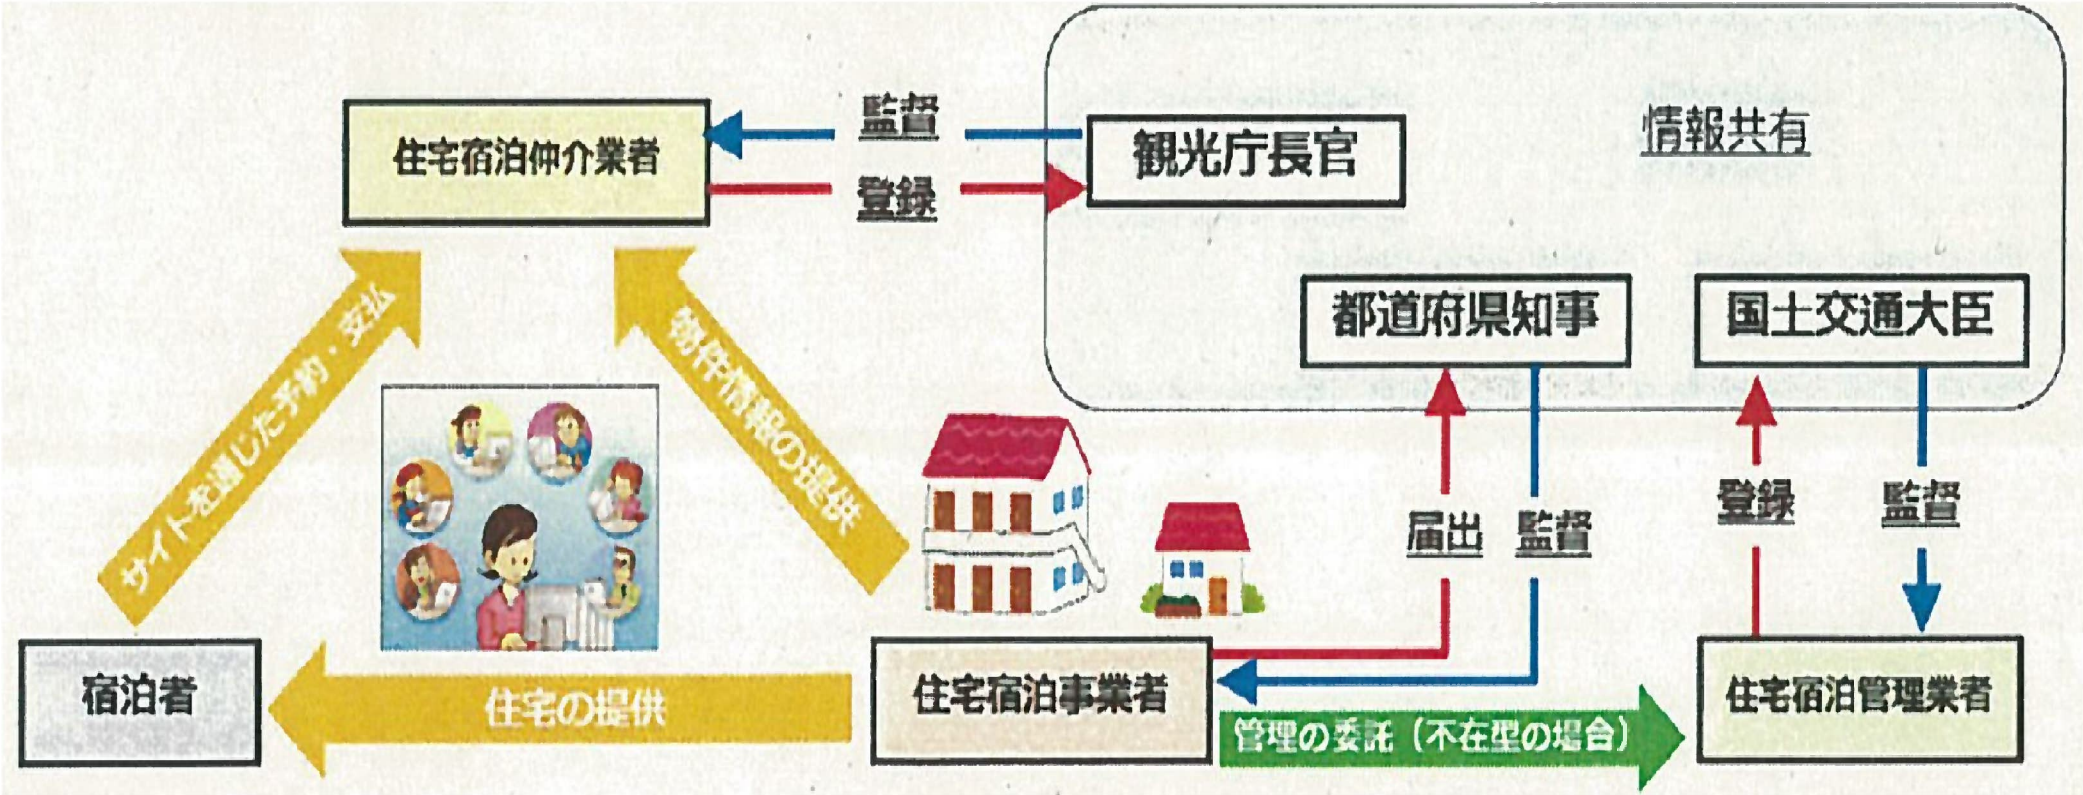 監督
情報共有
住宅宿泊仲介業者
観光庁長官
登録
都道府県知事
国土交通大臣
サイトを通じた予約・支払
物件情報の提供
登録
監督
届出
監督
宿泊者
住宅の提供
住宅宿泊事業者
住宅宿泊管理業者
管理の委託（不在型の場合）